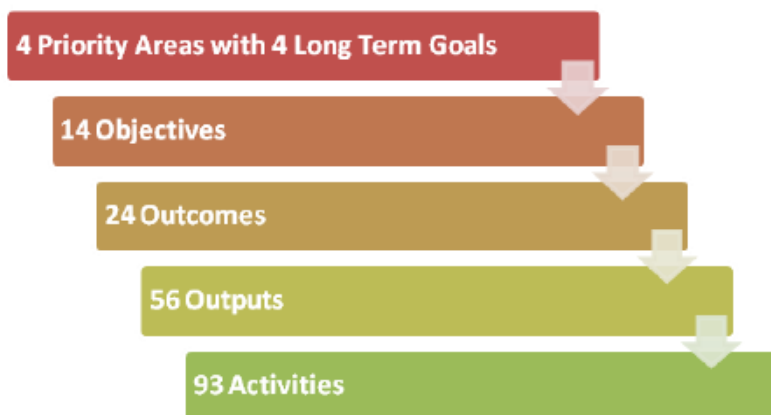 4 Priority Areas with 4 Long Term Goals
14 Objectives
24 Outcomes
56 Outputs
93 Activities